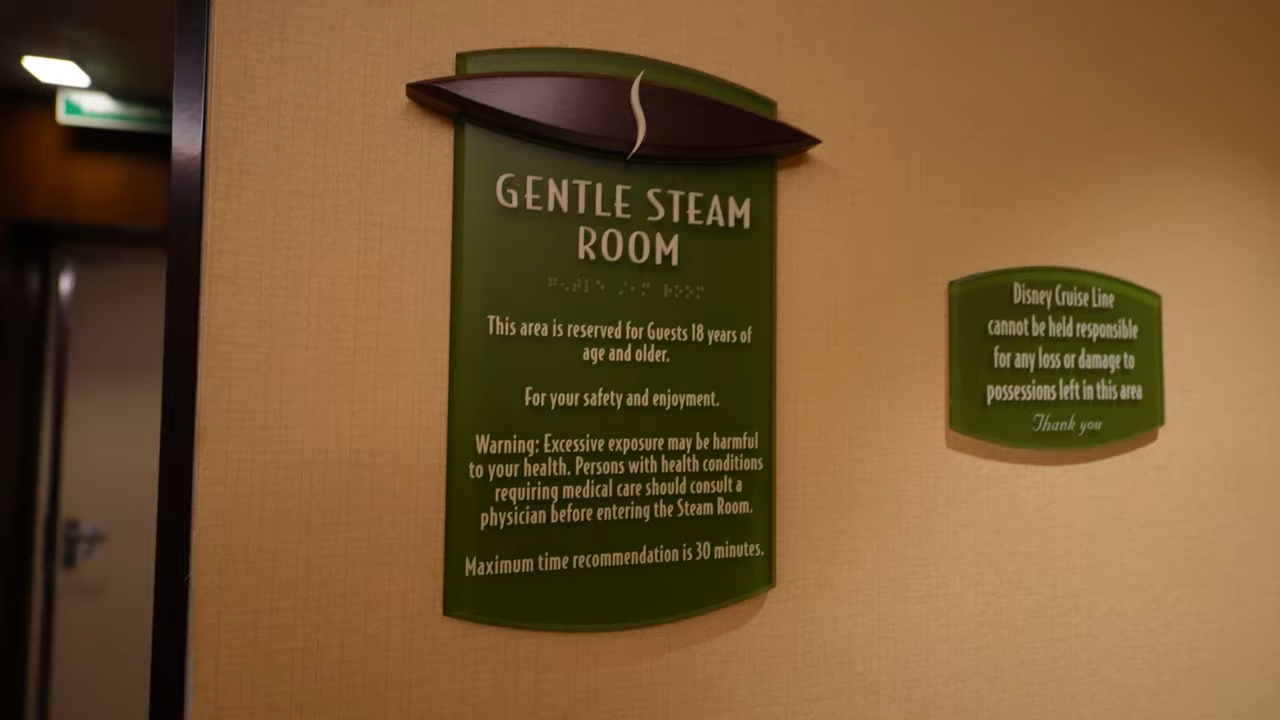 GENTLE STEAM
ROOM
This area is reserved for Guests 18 years of
age and older.
For your safety and enjoyment.
Warning: Excessive exposure may be harmful
to your health. Persons with health conditions
requiring medical care should consult a
physician before entering the Steam Room.
Maximum time recommendation is 30 minutes.
Disney Cruise Line
cannot be held responsible
for any loss or damage to
possessions left in this area
Thank you